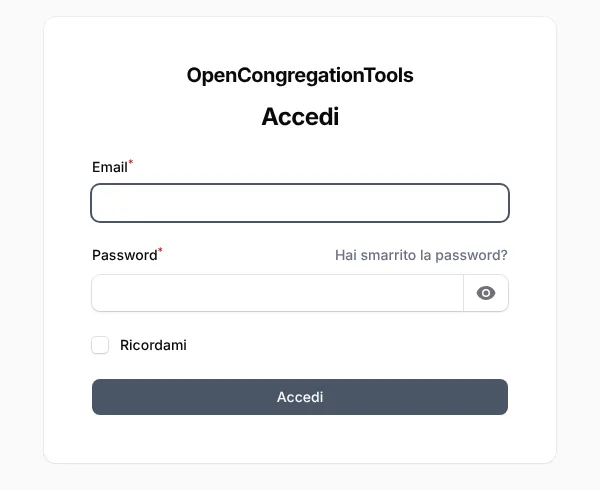 OpenCongregationTools
Accedi
Email*
Password* Hai smarrito la password?
Ricordami
Accedi